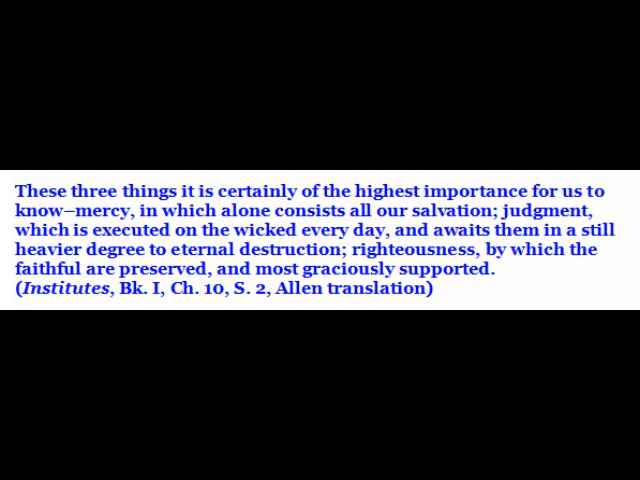 These three things it is certainly of the highest importance for us to
know–mercy, in which alone consists all our salvation; judgment,
which is executed on the wicked every day, and awaits them in a still
heavier degree to eternal destruction; righteousness, by which the
faithful are preserved, and most graciously supported.
(Institutes, Bk. I, Ch. 10, S. 2, Allen translation)